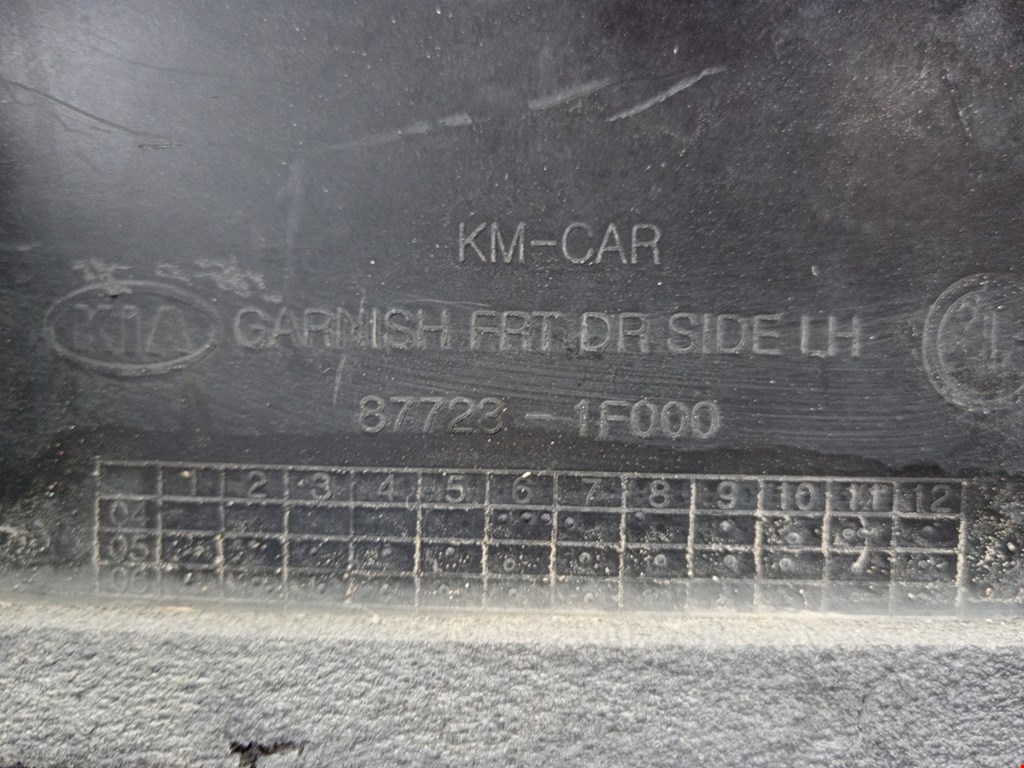 KM-CAR
KIA GARNISH FRT DR SIDE LH
87723-1F000
1 2 3 4 5 6 7 8 9 10 11 12
04
05
06